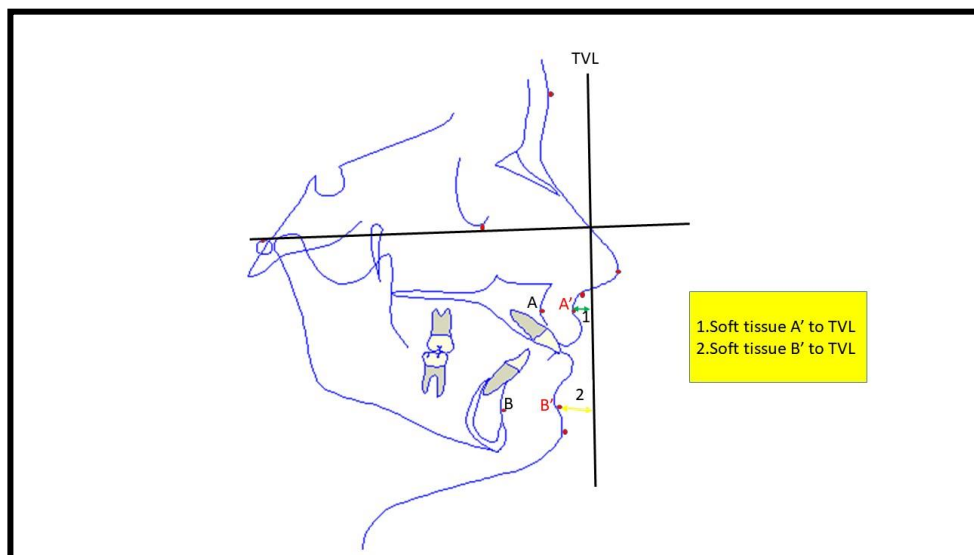 TVL
A
A’
1
1.Soft tissue A’ to TVL
2.Soft tissue B’ to TVL
2
B
B’